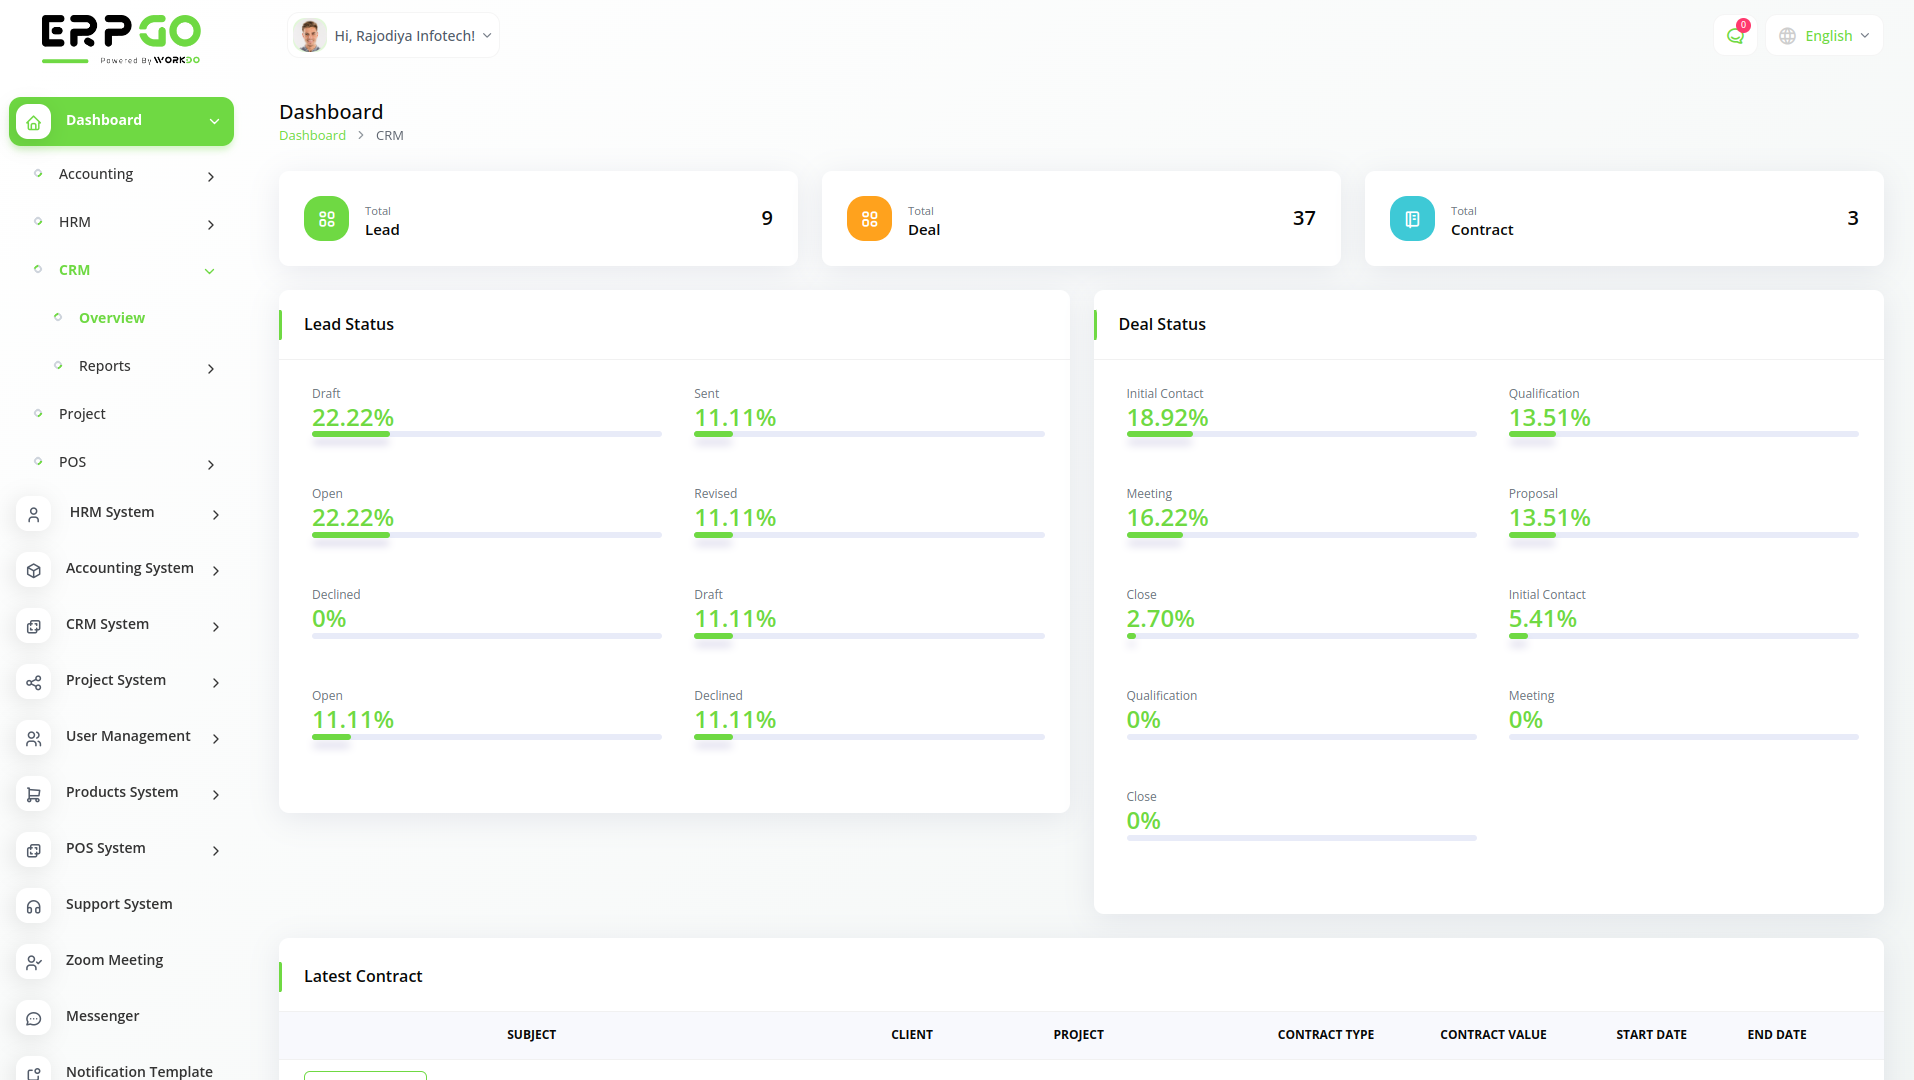 ERPGO
Powered By WORKDO
Hi, Rajodiya Infotech!
0
English
Dashboard
Accounting
HRM
CRM
Overview
Reports
Project
POS
HRM System
Accounting System
CRM System
Project System
User Management
Products System
POS System
Support System
Zoom Meeting
Messenger
Notification Template
Dashboard
Dashboard > CRM
Total
Lead
9
Total
Deal
37
Total
Contract
3
Lead Status
Draft
22.22%
Sent
11.11%
Open
22.22%
Revised
11.11%
Declined
0%
Draft
11.11%
Open
11.11%
Declined
11.11%
Deal Status
Initial Contact
18.92%
Qualification
13.51%
Meeting
16.22%
Proposal
13.51%
Close
2.70%
Initial Contact
5.41%
Qualification
0%
Meeting
0%
Close
0%
Latest Contract
SUBJECT CLIENT PROJECT CONTRACT TYPE CONTRACT VALUE START DATE END DATE